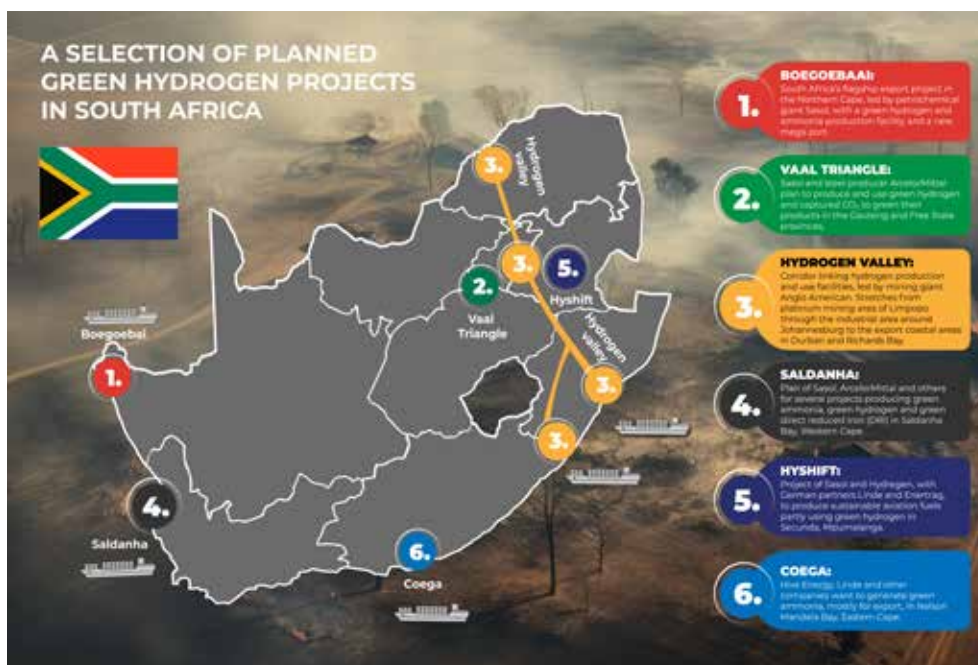 A SELECTION OF PLANNED
GREEN HYDROGEN PROJECTS
IN SOUTH AFRICA
3.
Hydrogen
valley
3.
5.
Hyshift
2.
Vaal
Triangle
Hydrogen
valley
Boegoebai
1.
3.
3.
4.
Saldanha
6.
Coega
1.
BOEGOEBAAI:
South Africa's flagship export project in
the Northern Cape, led by petrochemical
giant Sasol, with a green hydrogen and
ammonia production facility, and a new
mega port
2.
VAAL TRIANGLE:
Sasol and steel producer ArcelorMittal
plan to produce and use green hydrogen
and captured CO₂ to green their
products in the Gauteng and Free State
provinces.
3.
HYDROGEN VALLEY:
Corridor linking hydrogen production
and use facilities, led by mining giant
Anglo American. Stretches from
platinum mining area of Limpopo
through the industrial area around
Johannesburg to the export coastal areas
in Durban and Richards Bay.
4.
SALDANHA:
of Sasol, ArcelorMittal and others
for projects producing green
ammonia, green hydrogen and green
direct reduced iron (DRI) in Saldanha
Bay, Western Cape.
5.
HYSHIFT:
Project of Sasol and Hydregen, with
German partners Linde and Enertrag,
to produce sustainable aviation fuels
partly using green hydrogen in
Secunda, Mpumalanga.
6.
COEGA:
Hive Energy, Linde and other
companies want to generate green
ammonia, mostly for export, in Nelson
Mandela Bay, Eastern Cape.